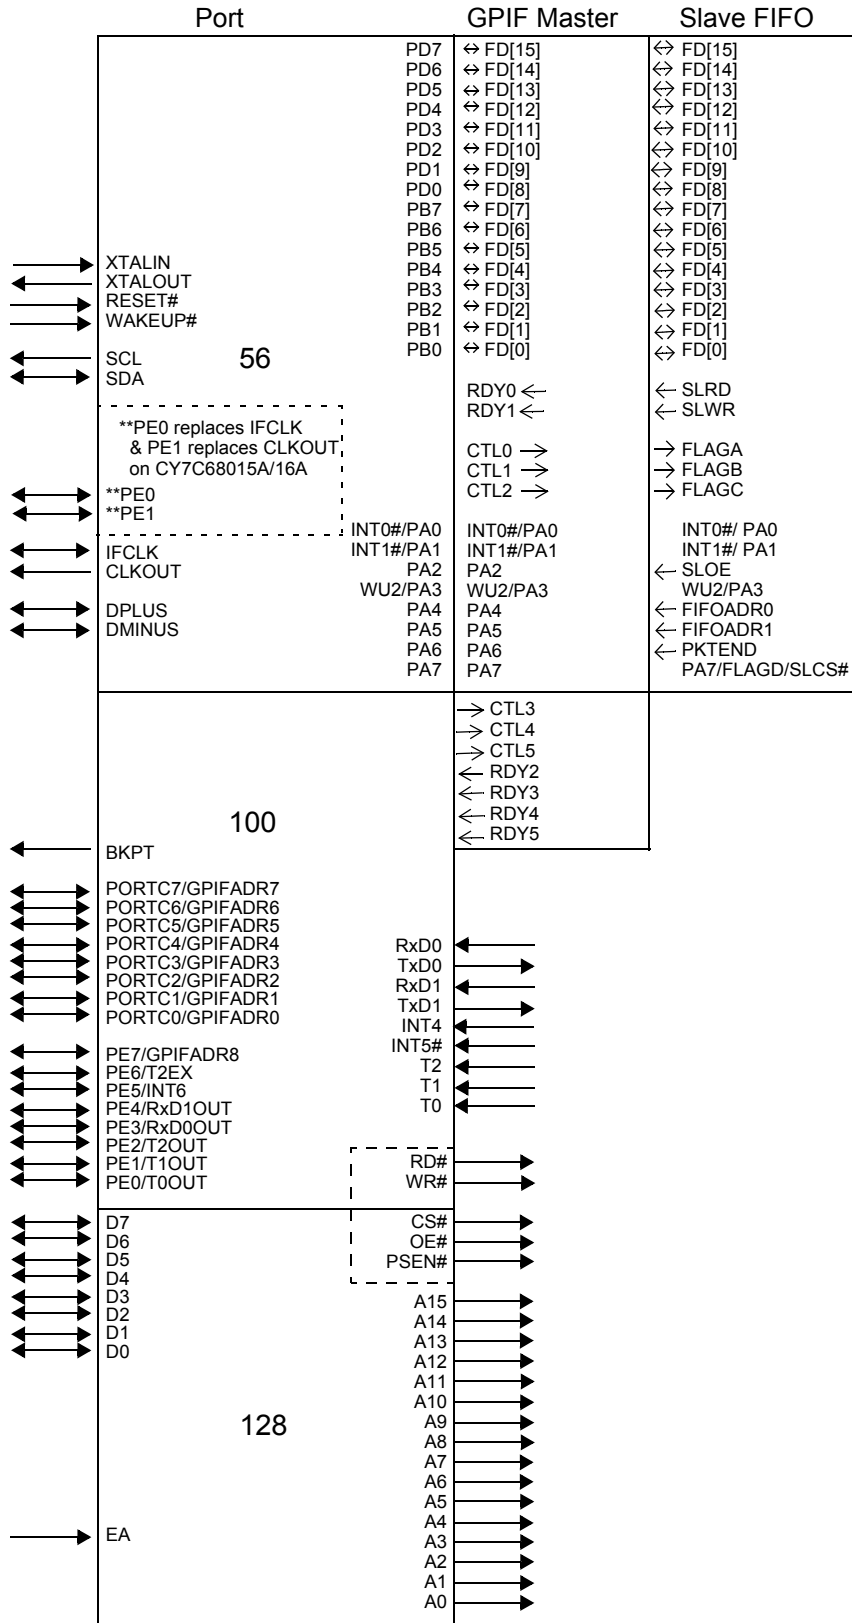 Port GPIF Master Slave FIFO
PD7 FD[15] FD[15]
PD6 FD[14] FD[14]
PD5 FD[13] FD[13]
PD4 FD[12] FD[12]
PD3 FD[11] FD[11]
PD2 FD[10] FD[10]
PD1 FD[9] FD[9]
PD0 FD[8] FD[8]
PB7 FD[7] FD[7]
PB6 FD[6] FD[6]
PB5 FD[5] FD[5]
XTALIN PB4 FD[4] FD[4]
XTALOUT PB3 FD[3] FD[3]
RESET# PB2 FD[2] FD[2]
WAKEUP# PB1 FD[1] FD[1]
SCL 56 PB0 FD[0] FD[0]
SDA
RDY0 SLRD
RDY1 SLWR
**PE0 replaces IFCLK
& PE1 replaces CLKOUT CTL0 FLAGA
on CY7C68015A/16A CTL1 FLAGB
**PE0 CTL2 FLAGC
**PE1
INT0#/PA0 INT0#/PA0 INT0#/ PA0
IFCLK INT1#/PA1 INT1#/PA1 INT1#/ PA1
CLKOUT PA2 PA2 SLOE
WU2/PA3 WU2/PA3 WU2/PA3
DPLUS PA4 PA4 FIFOADR0
DMINUS PA5 PA5 FIFOADR1
PA6 PA6 PKTEND
PA7 PA7 PA7/FLAGD/SLCS#
CTL3
CTL4
CTL5
RDY2
RDY3
100 RDY4
RDY5
BKPT
PORTC7/GPIFADR7
PORTC6/GPIFADR6
PORTC5/GPIFADR5
PORTC4/GPIFADR4 RxD0
PORTC3/GPIFADR3 TxD0
PORTC2/GPIFADR2 RxD1
PORTC1/GPIFADR1 TxD1
PORTC0/GPIFADR0 INT4
INT5#
PE7/GPIFADR8 T2
PE6/T2EX T1
PE5/INT6 T0
PE4/RxD1OUT
PE3/RxD0OUT
PE2/T2OUT
PE1/T1OUT RD#
PE0/T0OUT WR#
D7 CS#
D6 OE#
D5 PSEN#
D4
D3 A15
D2 A14
D1 A13
D0 A12
A11
A10
128 A9
A8
A7
A6
A5
A4
EA A3
A2
A1
A0